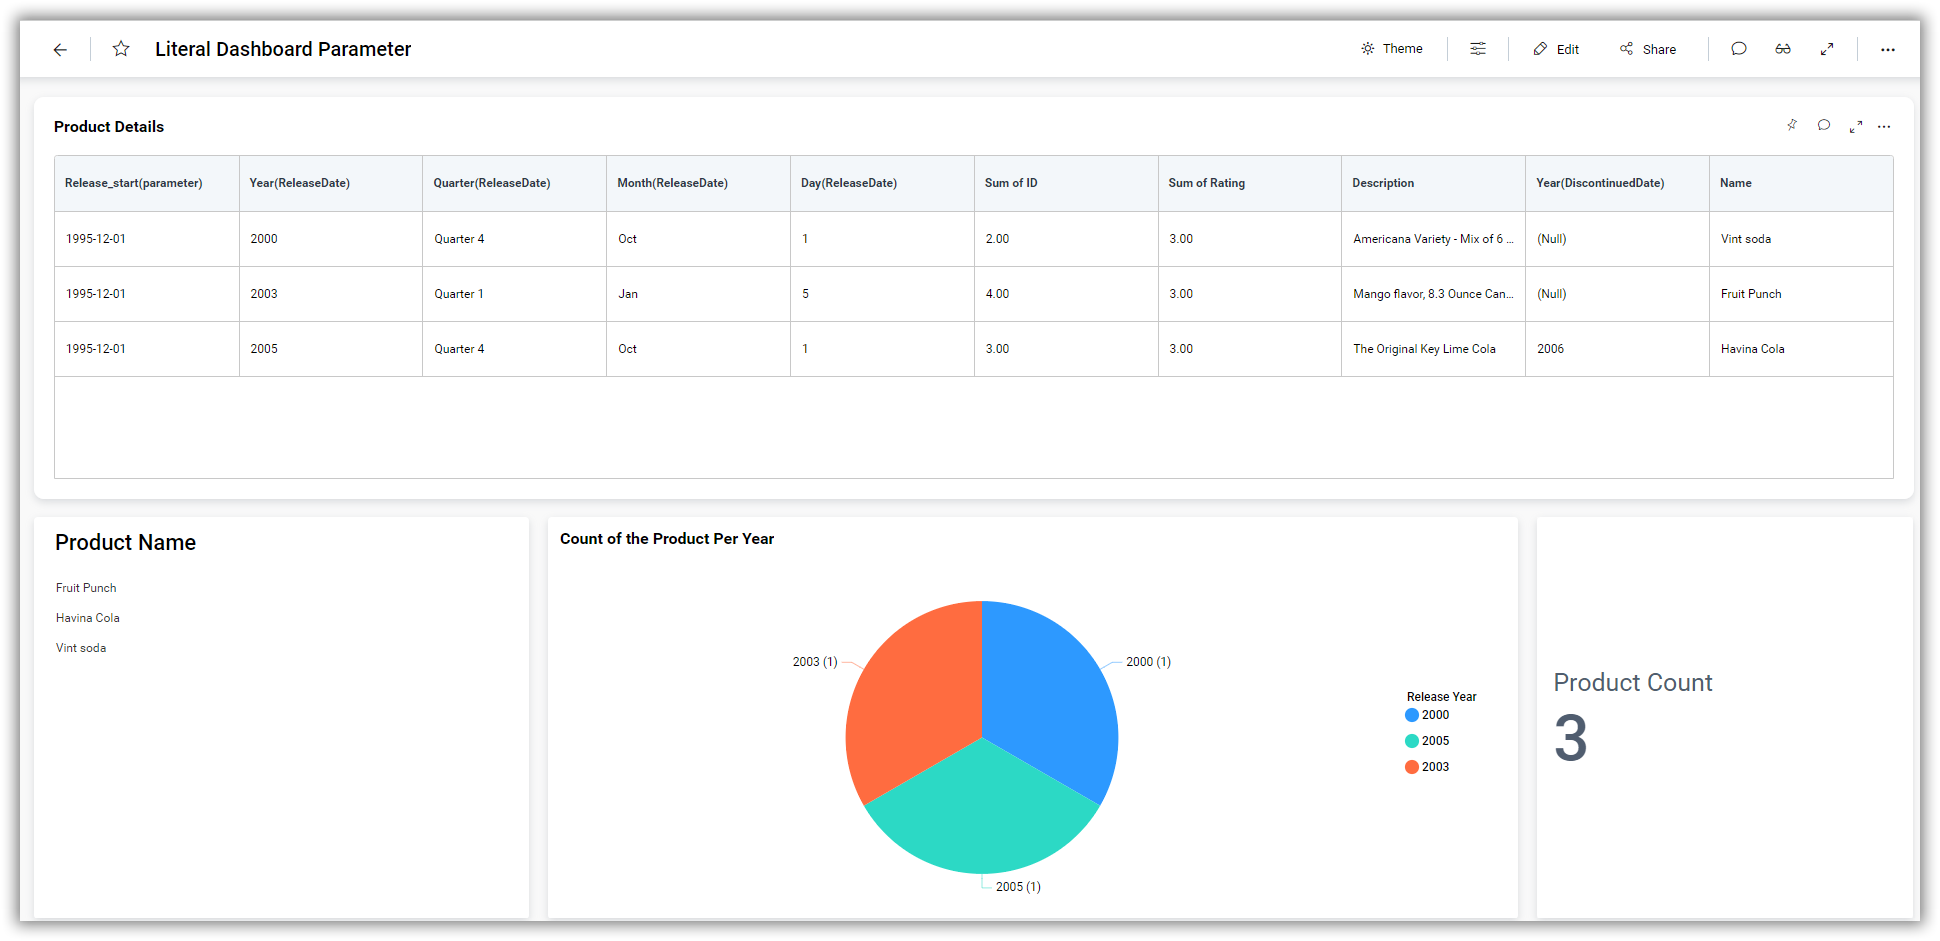 Literal Dashboard Parameter Theme Edit Share
Product Details
Release_start(parameter) Year(ReleaseDate) Quarter(ReleaseDate) Month(ReleaseDate) Day(ReleaseDate) Sum of ID Sum of Rating Description Year(DiscontinuedDate) Name
1995-12-01 2000 Quarter 4 Oct 1 2.00 3.00 Americana Variety - Mix of 6 ... (Null) Vint soda
1995-12-01 2003 Quarter 1 Jan 5 4.00 3.00 Mango flavor, 8.3 Ounce Can... (Null) Fruit Punch
1995-12-01 2005 Quarter 4 Oct 1 3.00 3.00 The Original Key Lime Cola 2006 Havina Cola
Product Name
Fruit Punch
Havina Cola
Vint soda
Count of the Product Per Year
2003 (1)
2000 (1)
2005 (1)
Release Year
2000
2005
2003
Product Count
3